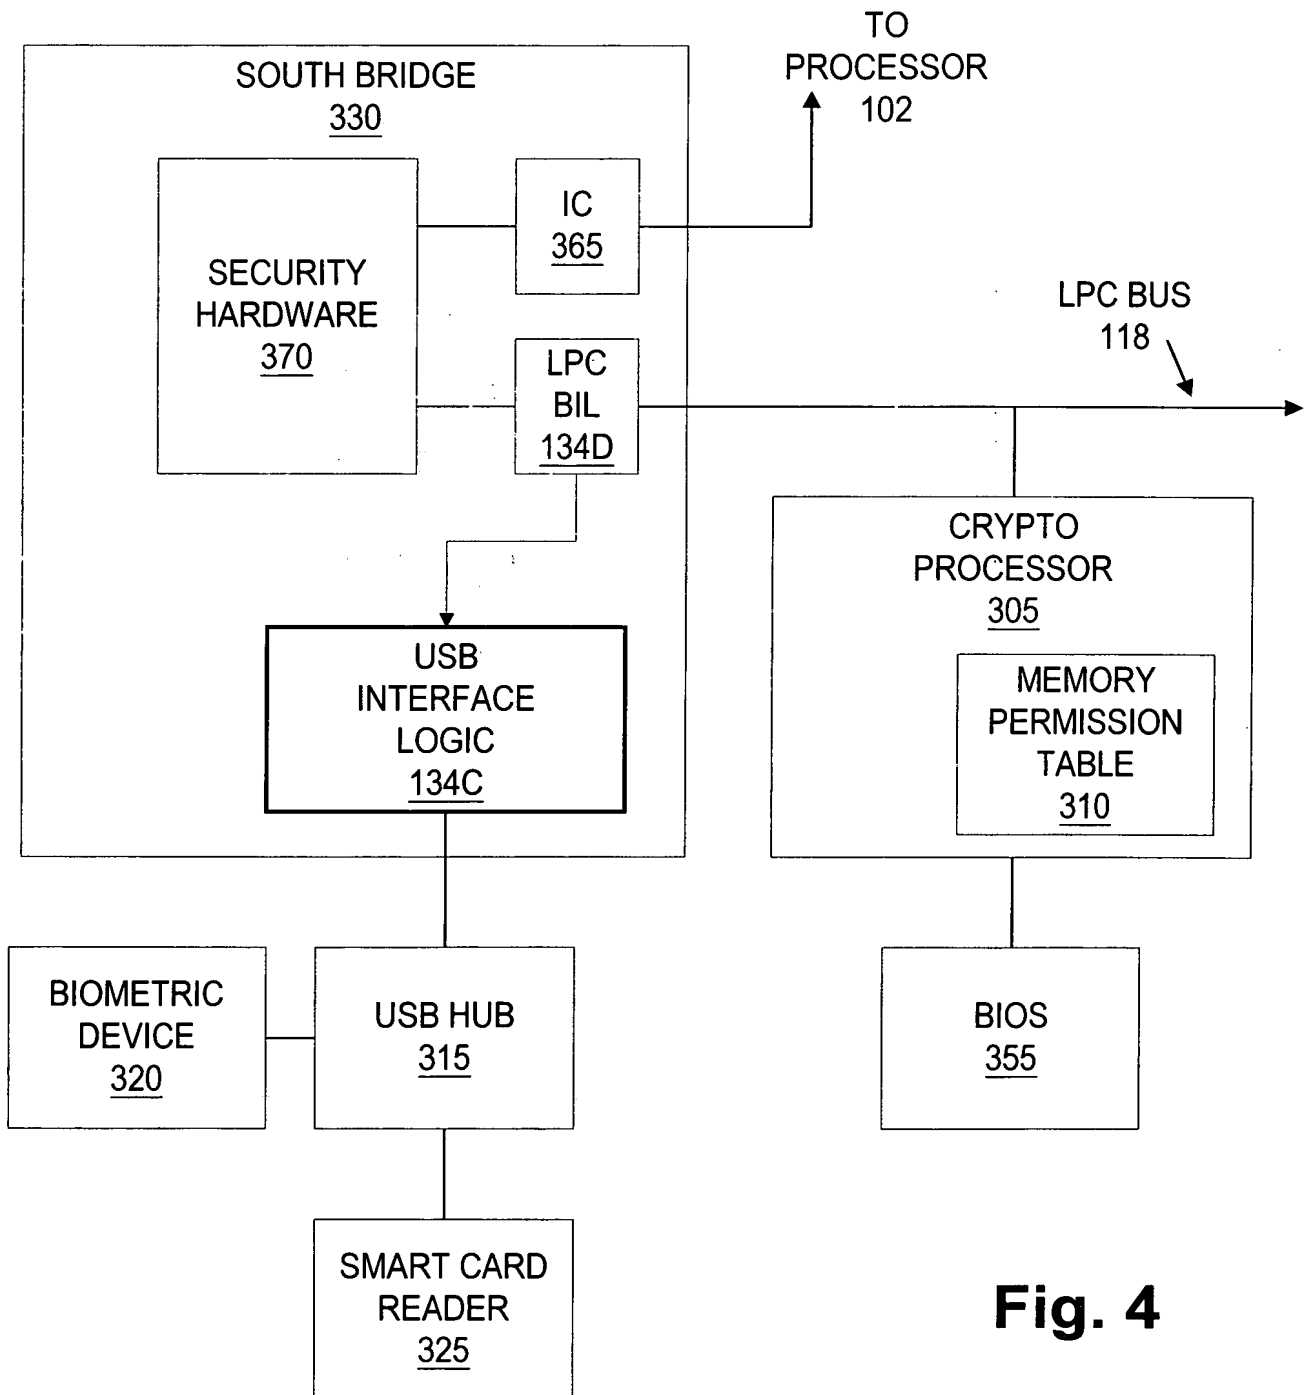 TO
PROCESSOR
102
SOUTH BRIDGE
330
IC
365
SECURITY
HARDWARE
370
LPC BUS
118
LPC
BIL
134D
CRYPTO
PROCESSOR
305
USB
INTERFACE
LOGIC
134C
MEMORY
PERMISSION
TABLE
310
BIOMETRIC
DEVICE
320
USB HUB
315
BIOS
355
SMART CARD
READER
325
Fig. 4